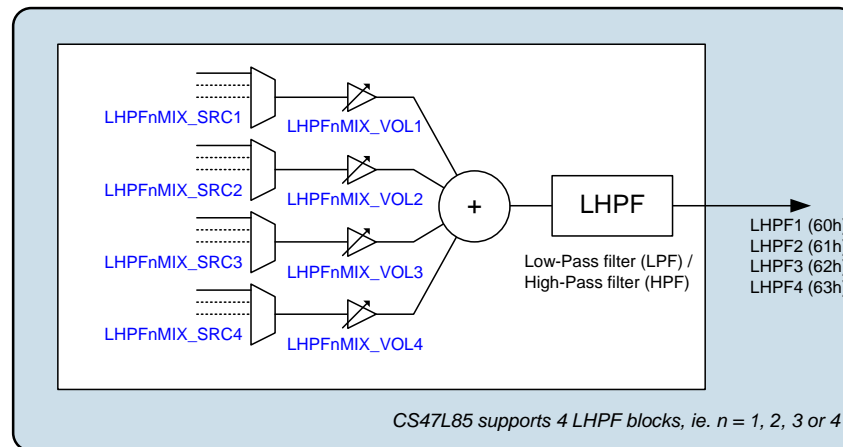 LHPFnMIX_SRC1
LHPFnMIX_VOL1
LHPFnMIX_SRC2
LHPFnMIX_VOL2
LHPFnMIX_SRC3
LHPFnMIX_VOL3
LHPFnMIX_SRC4
LHPFnMIX_VOL4
+
LHPF
Low-Pass filter (LPF) /
High-Pass filter (HPF)
LHPF1 (60h)
LHPF2 (61h)
LHPF3 (62h)
LHPF4 (63h)
CS47L85 supports 4 LHPF blocks, ie. n = 1, 2, 3 or 4